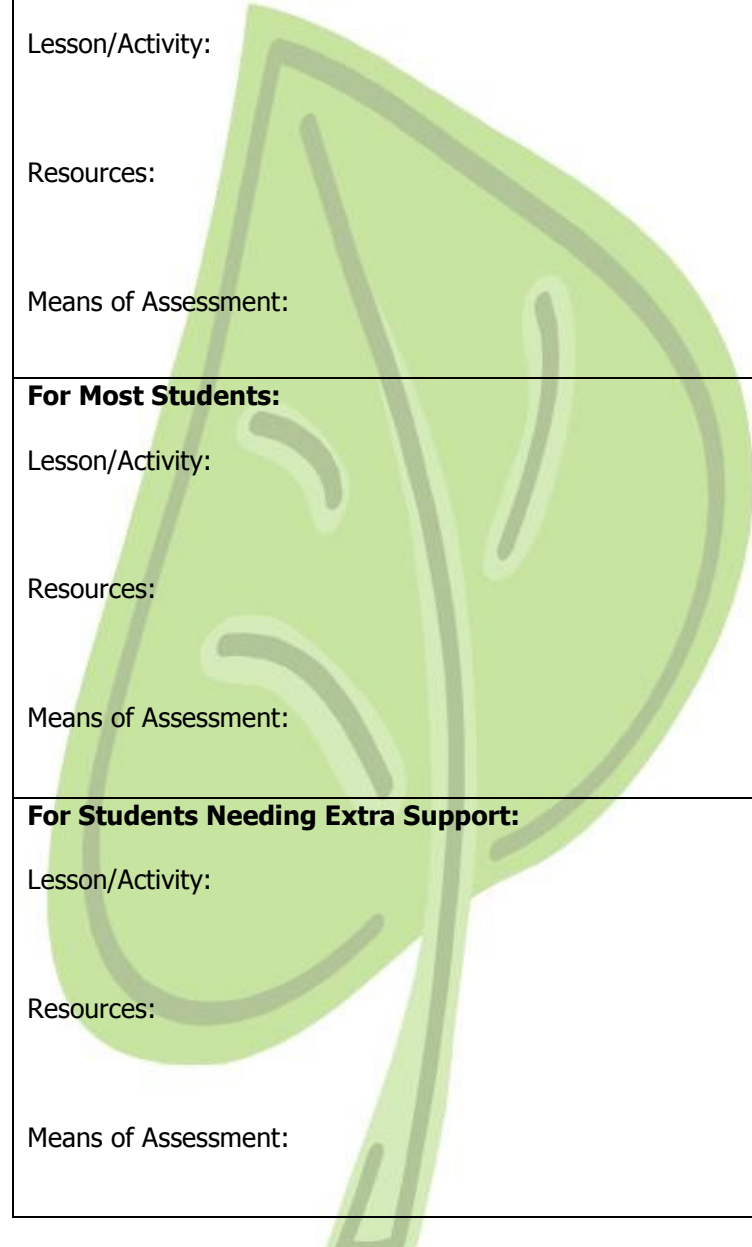 Lesson/Activity:
Resources:
Means of Assessment:
For Most Students:
Lesson/Activity:
Resources:
Means of Assessment:
For Students Needing Extra Support:
Lesson/Activity:
Resources:
Means of Assessment: